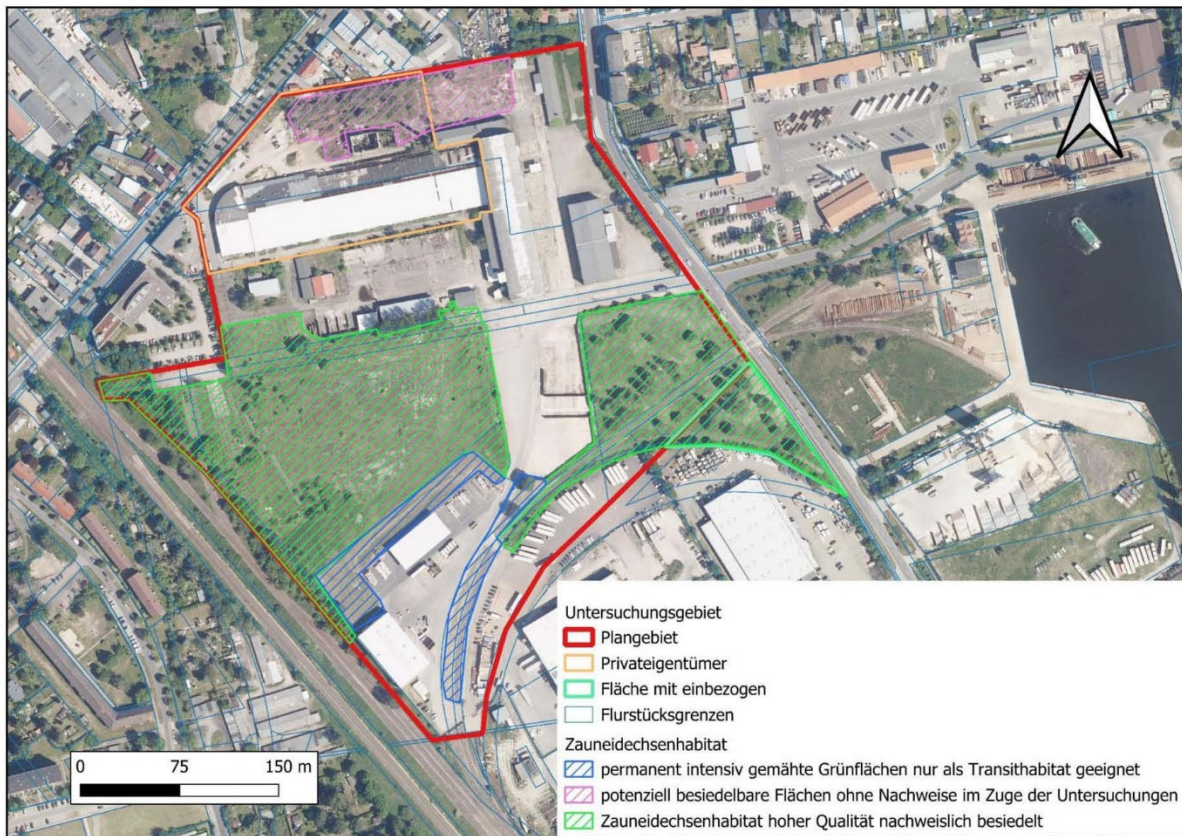 Untersuchungsgebiet
Plangebiet
Privateigentümer
Fläche mit einbezogen
Flurstücksgrenzen
Zauneidechsenhabitat
permanent intensiv gemähte Grünflächen nur als Transithabitat geeignet
potenziell besiedelbare Flächen ohne Nachweise im Zuge der Untersuchungen
Zauneidechsenhabitat hoher Qualität nachweislich besiedelt
0 75 150 m